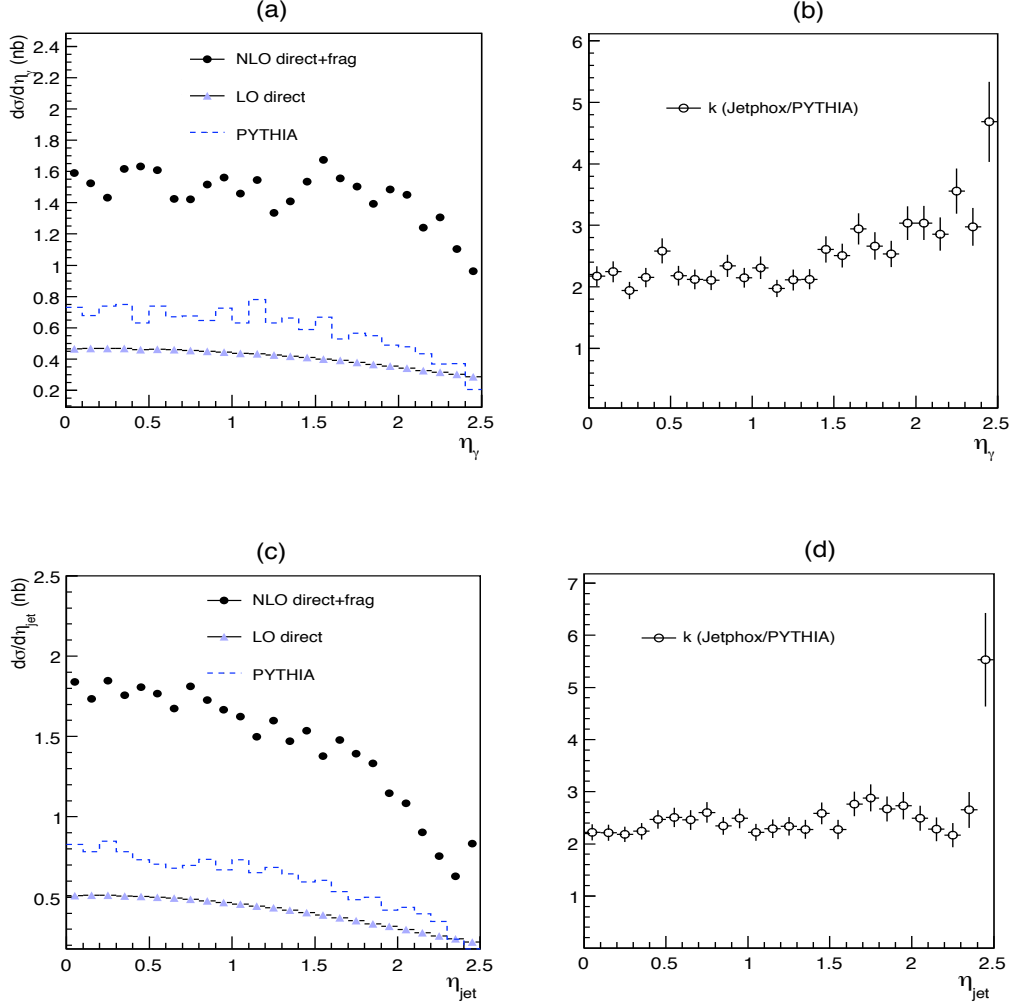 (a)
dσ/dη_γ (nb)
2.4
2.2
2
1.8
1.6
1.4
1.2
1
0.8
0.6
0.4
0.2
NLO direct+frag
LO direct
PYTHIA
0 0.5 1 1.5 2 2.5
η_γ
(b)
6
5
4
3
2
1
k (Jetphox/PYTHIA)
0 0.5 1 1.5 2 2.5
η_γ
(c)
dσ/dη_jet (nb)
2.5
2
1.5
1
0.5
NLO direct+frag
LO direct
PYTHIA
0 0.5 1 1.5 2 2.5
η_jet
(d)
7
6
5
4
3
2
1
k (Jetphox/PYTHIA)
0 0.5 1 1.5 2 2.5
η_jet